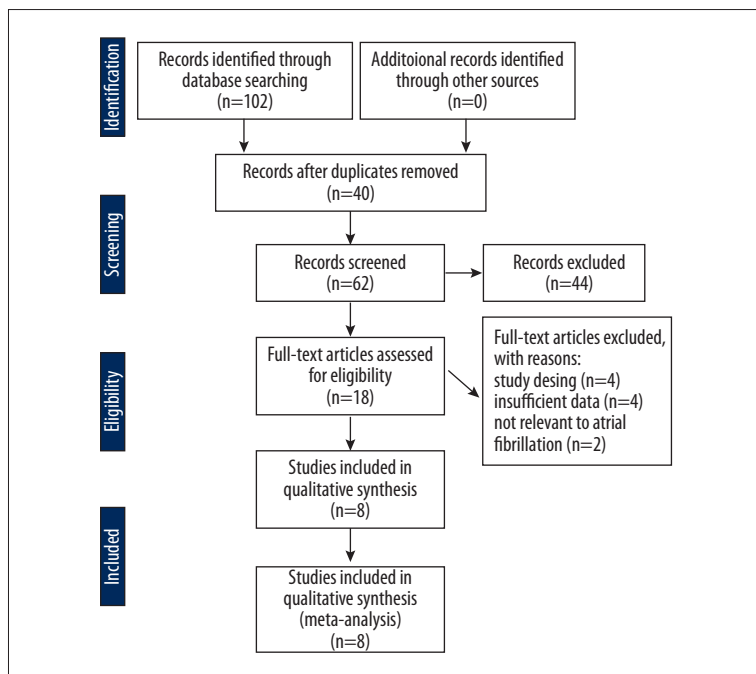 Identification
Records identified through
database searching
(n=102)
Additoional records identified
through other sources
(n=0)
Records after duplicates removed
(n=40)
Screening
Records screened
(n=62)
Records excluded
(n=44)
Eligibility
Full-text articles assessed
for eligibility
(n=18)
Full-text articles excluded,
with reasons:
study desing (n=4)
insufficient data (n=4)
not relevant to atrial
fibrillation (n=2)
Studies included in
qualitative synthesis
(n=8)
Included
Studies included in
qualitative synthesis
(meta-analysis)
(n=8)